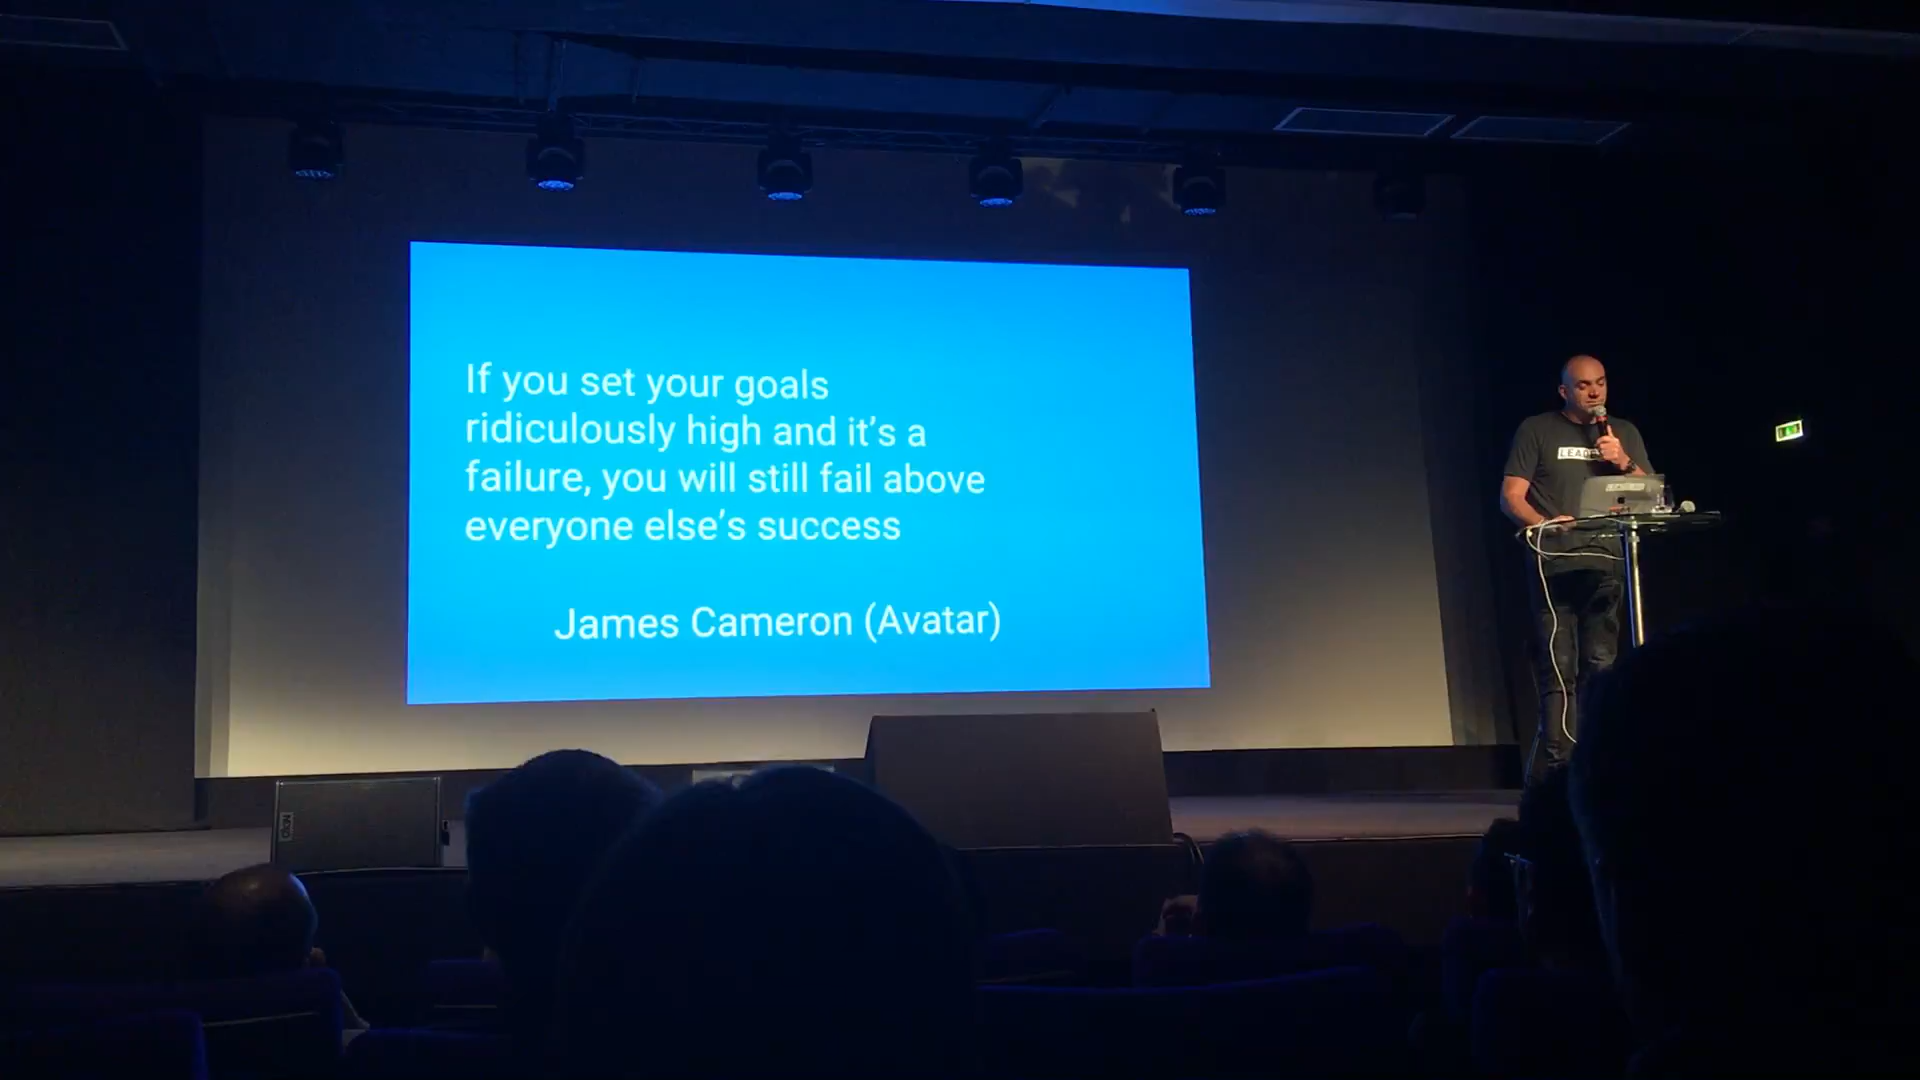 If you set your goals
ridiculously high and it's a
failure, you will still fail above
everyone else's success
James Cameron (Avatar)